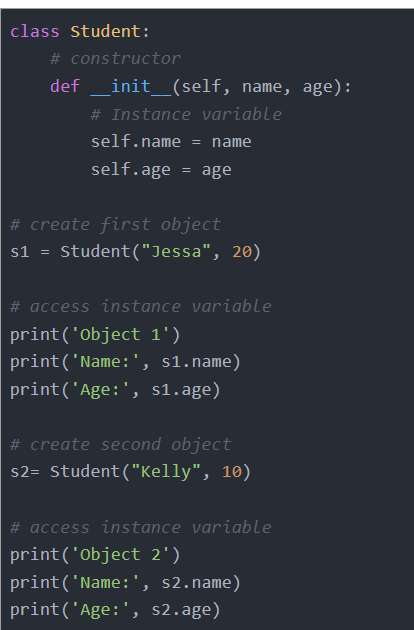 class Student:
    # constructor
    def __init__(self, name, age):
        # Instance variable
        self.name = name
        self.age = age

# create first object
s1 = Student("Jessa", 20)

# access instance variable
print('Object 1')
print('Name:', s1.name)
print('Age:', s1.age)

# create second object
s2= Student("Kelly", 10)

# access instance variable
print('Object 2')
print('Name:', s2.name)
print('Age:', s2.age)